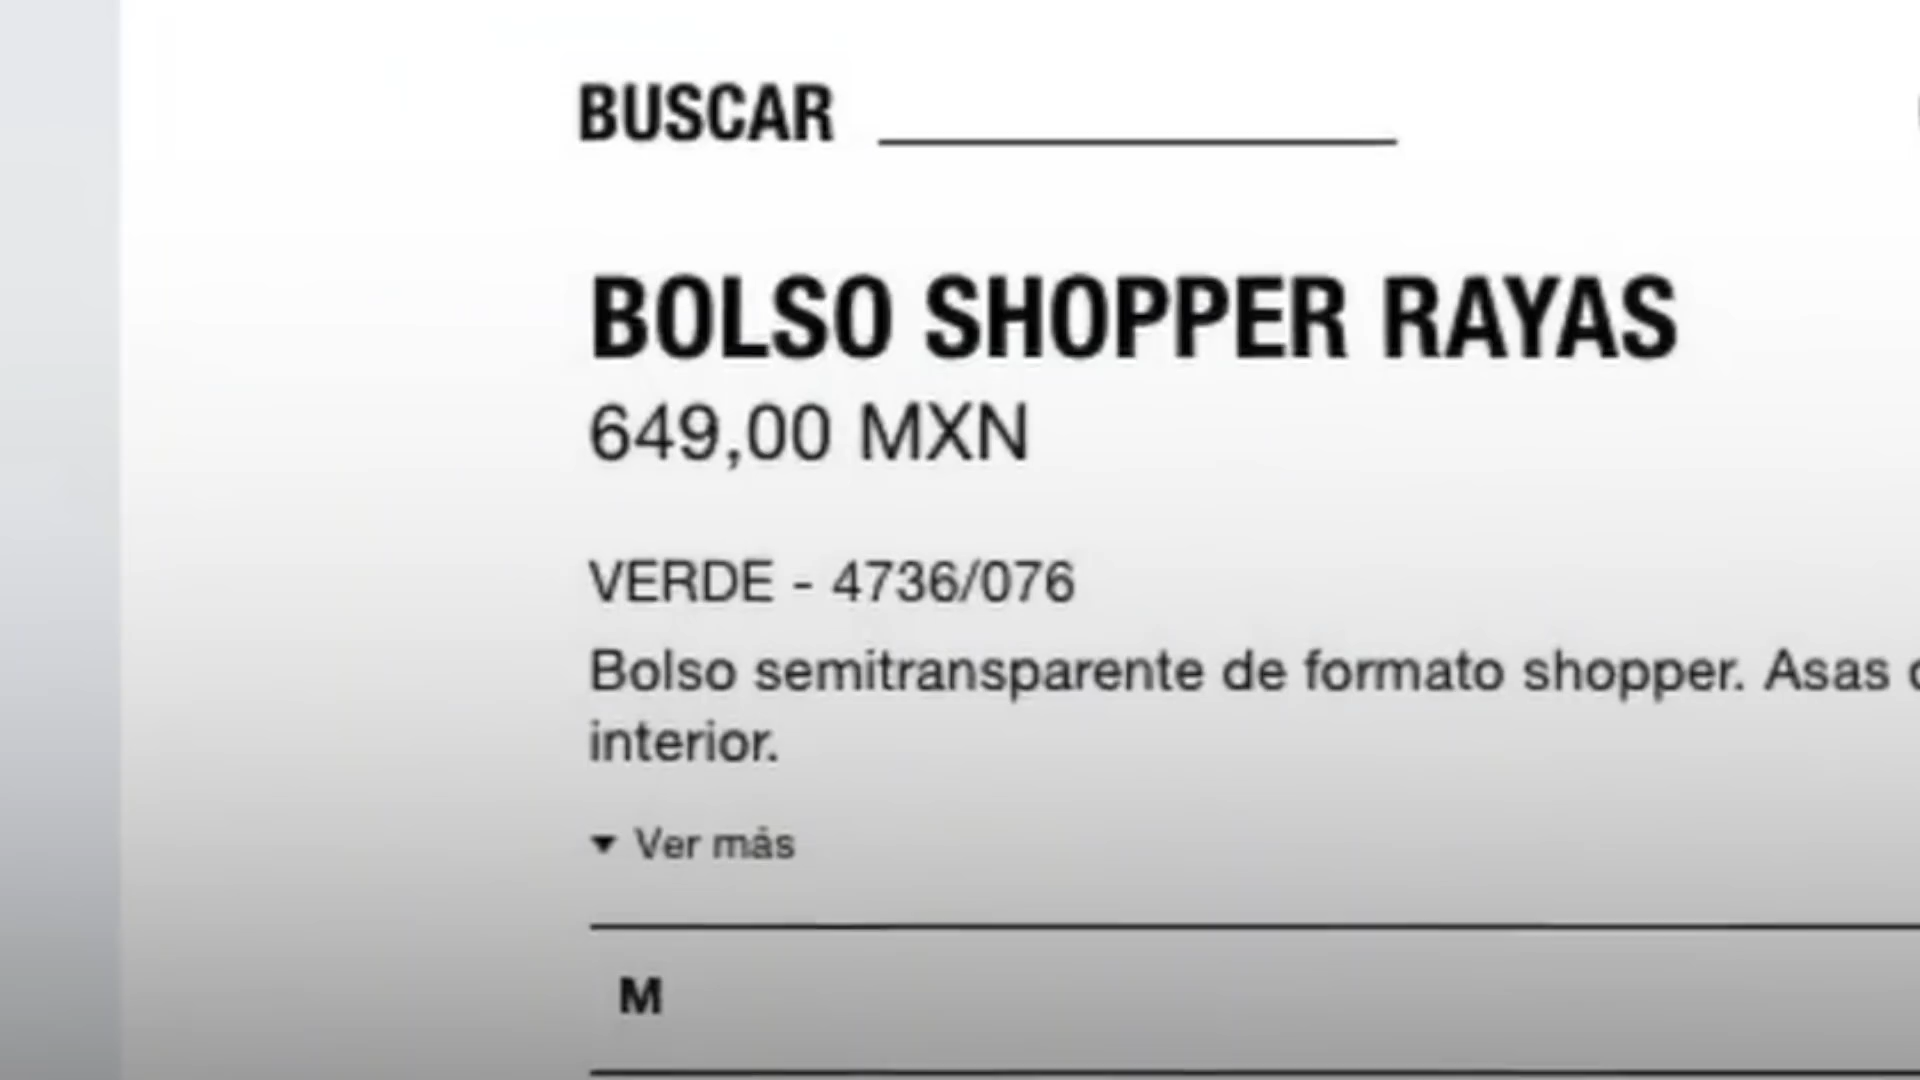 BUSCAR
BOLSO SHOPPER RAYAS
649,00 MXN
VERDE - 4736/076
Bolso semitransparente de formato shopper. Asas
interior.
Ver más
M